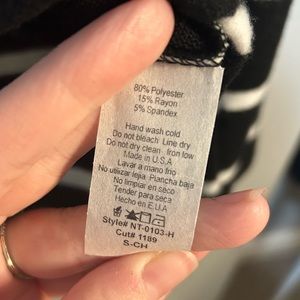 80% Polyester
15% Rayon
5% Spandex
Hand wash cold
Do not bleach Line dry
Do not dry clean Iron low
Made in U.S.A
Lavar a mano frio
No utilizar lejia Plancha baja
No limpiar en seco
Tender para seca
Hecho en E.U.A
Style# NT-0103-H
Cut# 1189
S-CH